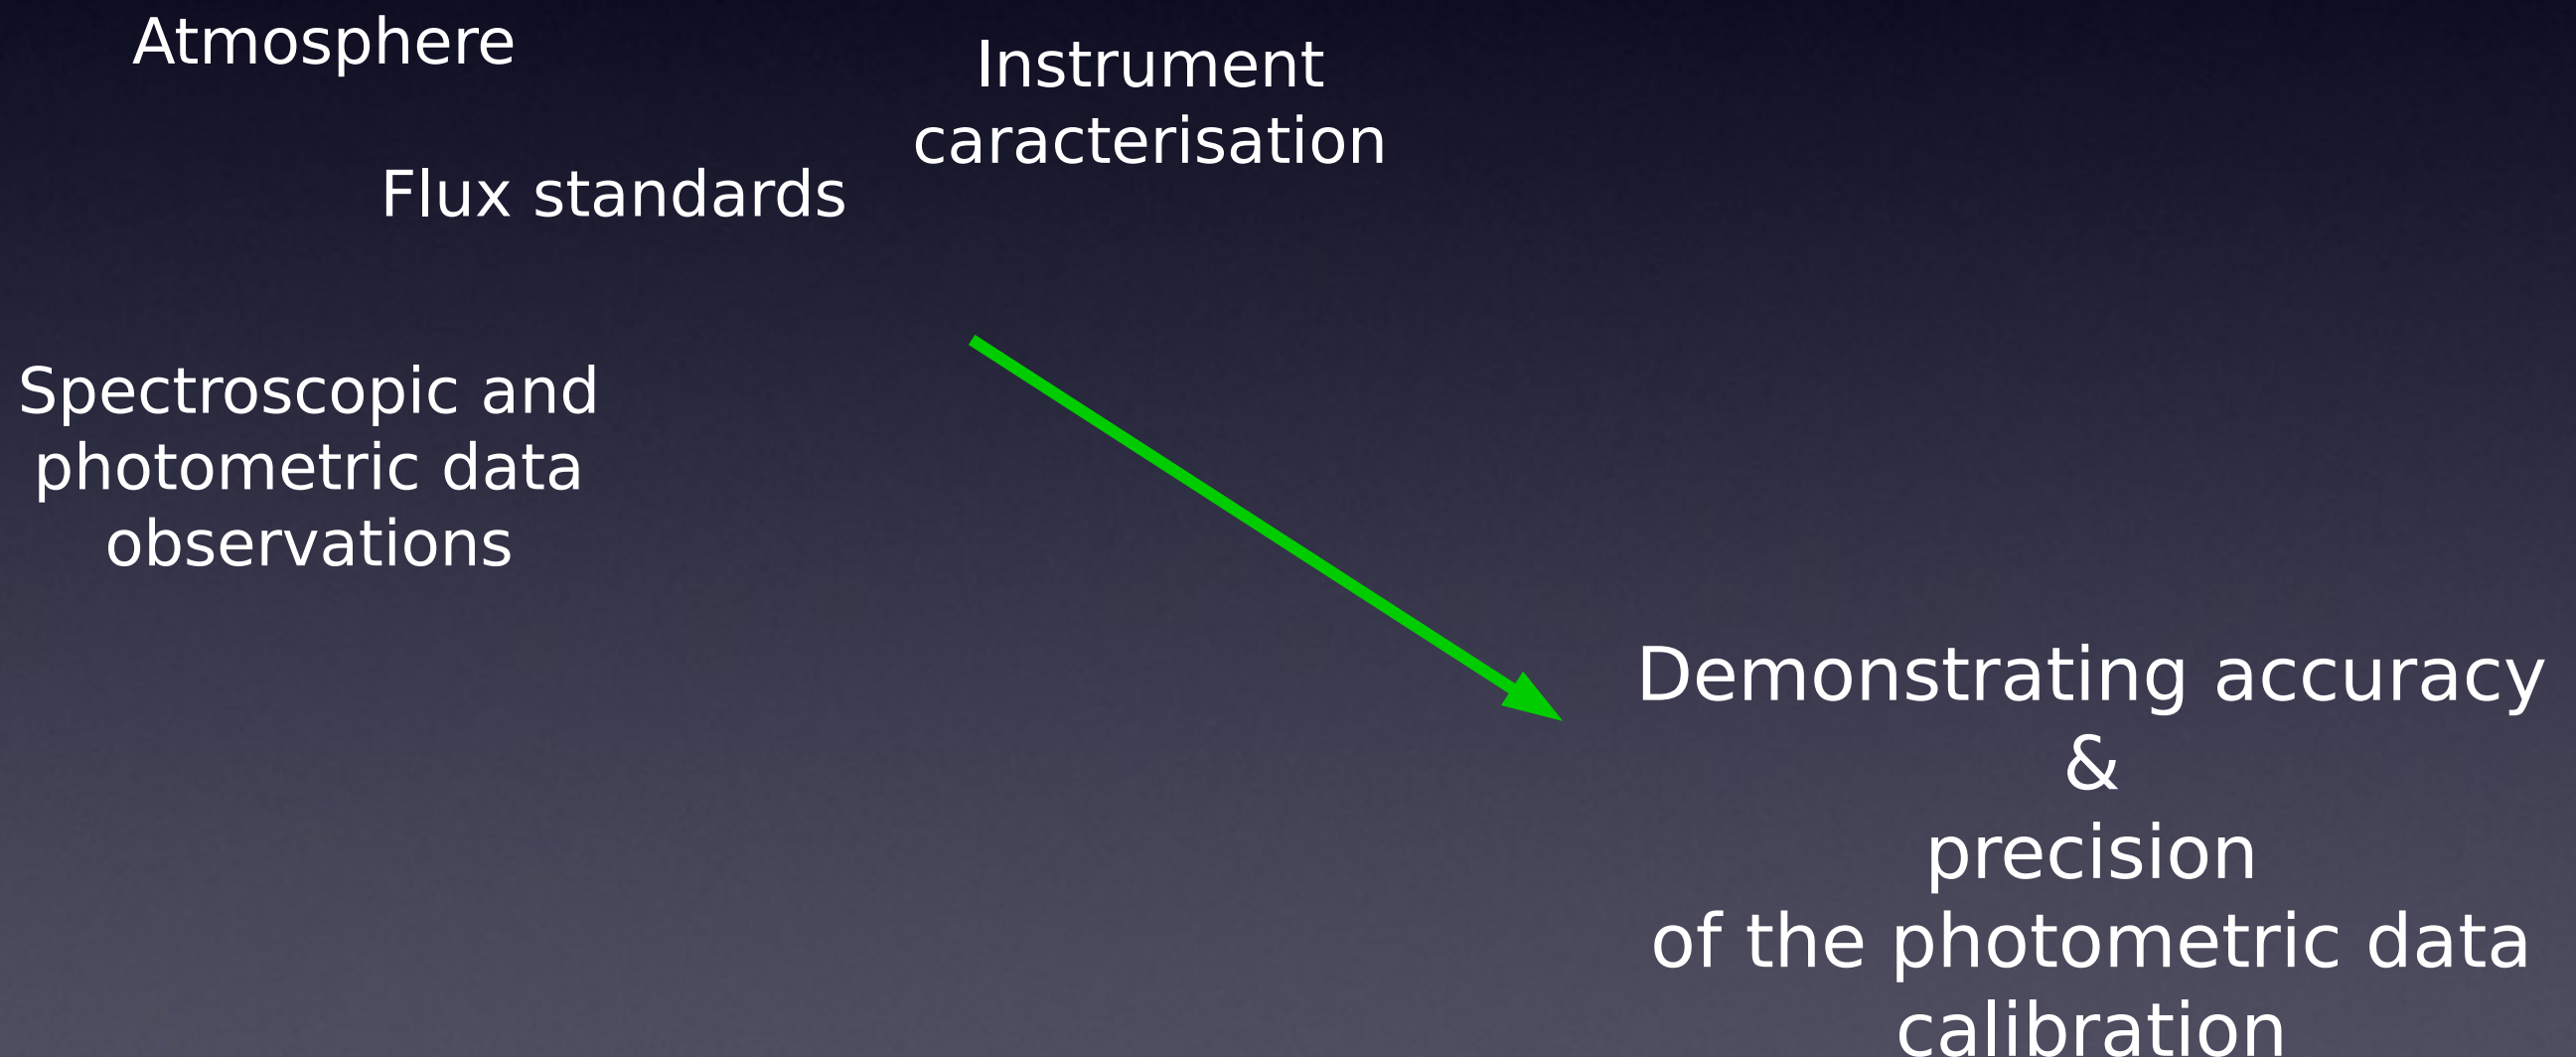 Atmosphere
Instrument
caracterisation
Flux standards
Spectroscopic and
photometric data
observations
Demonstrating accuracy
&
precision
of the photometric data
calibration